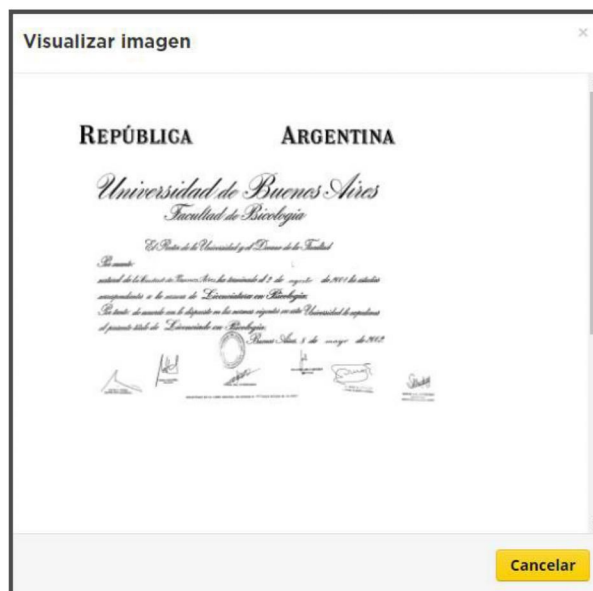 Visualizar imagen
×
REPÚBLICA ARGENTINA
Universidad de Buenos Aires
Facultad de Psicología
El Rector de la Universidad y el Decano de la Facultad
Por cuanto:
natural de la Ciudad de Buenos Aires, ha terminado el 2 de agosto de 2001 los estudios
correspondientes a la carrera de Licenciatura en Psicología.
Por tanto: de acuerdo con lo dispuesto en las normas vigentes en esta Universidad le expedimos
el presente título de Licenciado en Psicología.
Buenos Aires, 8 de mayo de 2002
Cancelar